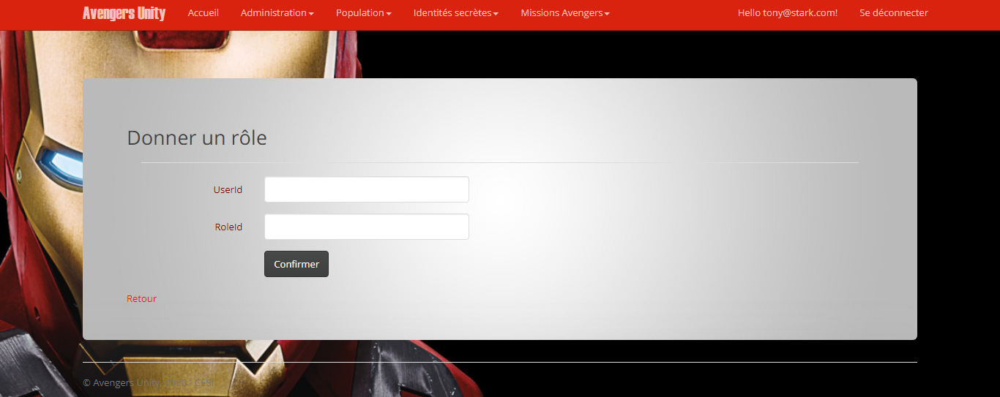 Avengers Unity Accueil Administration Population Identités secrètes Missions Avengers Hello tony@stark.com! Se déconnecter
Donner un rôle
UserId
RoleId
Confirmer
Retour
© Avengers Unity,